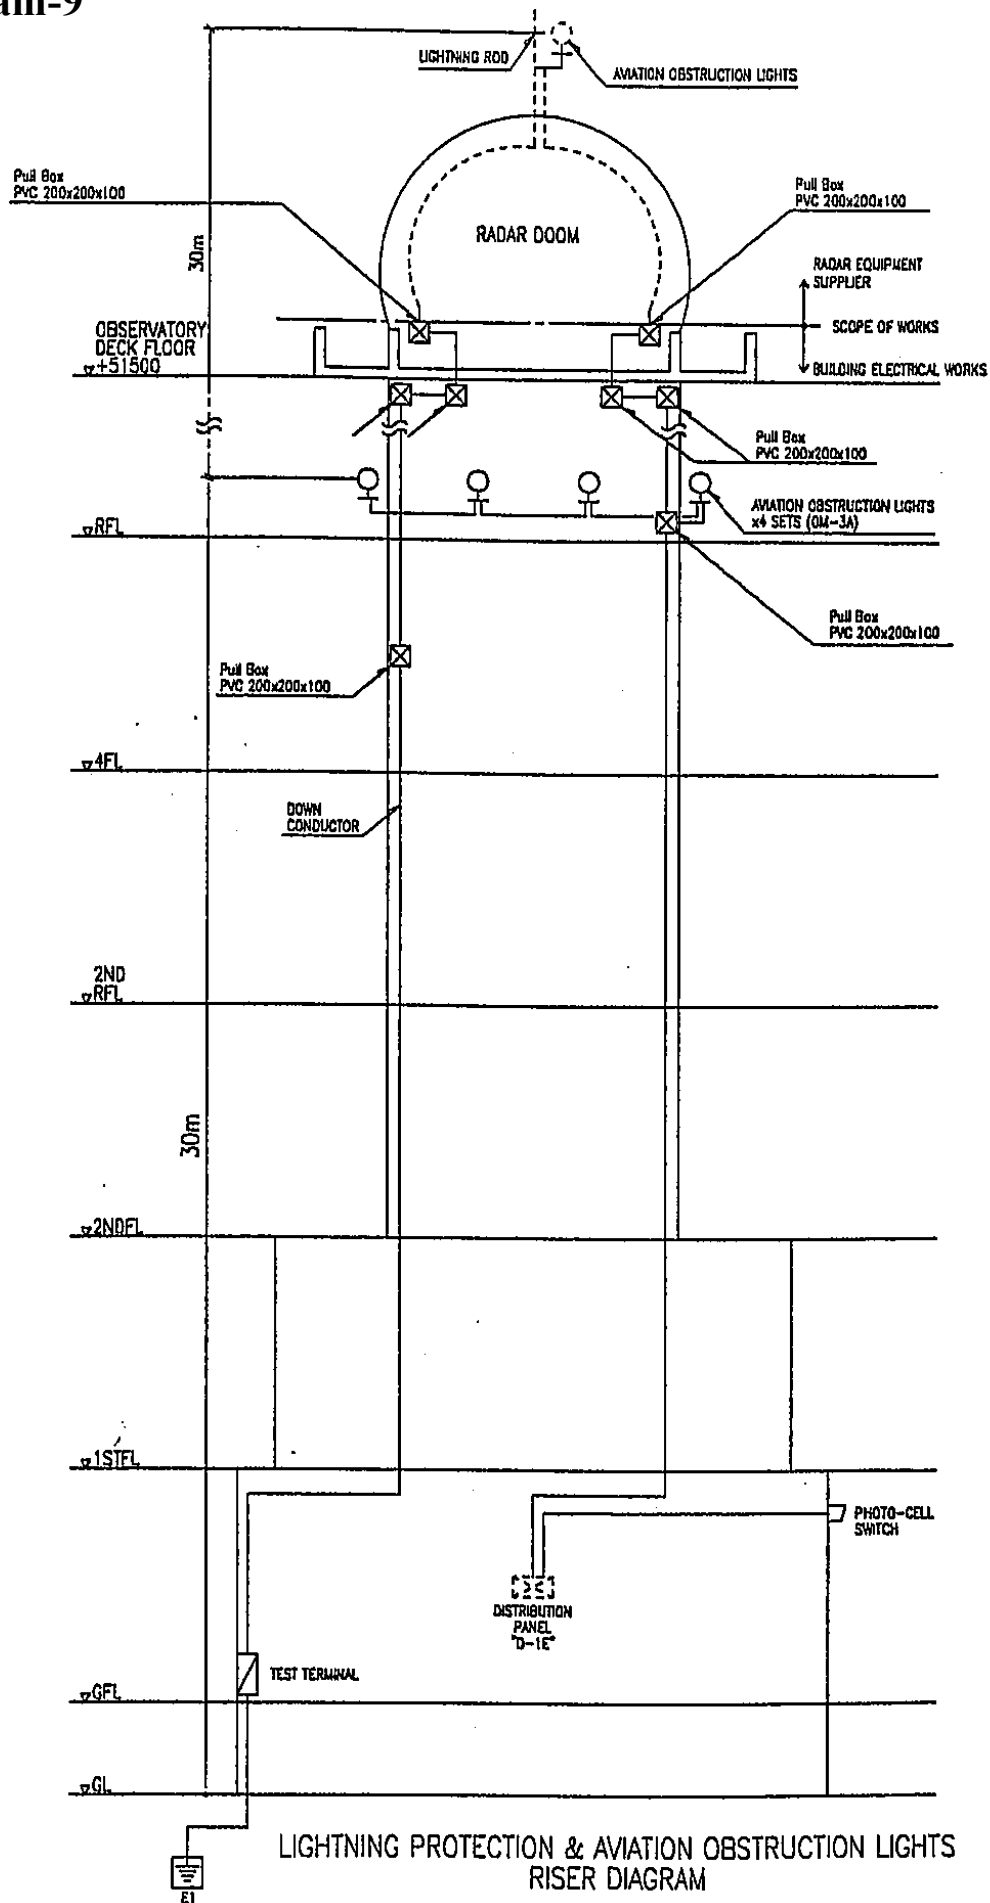 am-9
LIGHTNING ROD
AVIATION OBSTRUCTION LIGHTS
Pull Box
PVC 200x200x100
Pull Box
PVC 200x200x100
RADAR DOOM
30m
RADAR EQUIPMENT
SUPPLIER
SCOPE OF WORKS
BUILDING ELECTRICAL WORKS
OBSERVATORY
DECK FLOOR
+51500
Pull Box
PVC 200x200x100
AVIATION OBSTRUCTION LIGHTS
x4 SETS (OM-3A)
RFL
Pull Box
PVC 200x200x100
Pull Box
PVC 200x200x100
4FL
DOWN
CONDUCTOR
2ND
RFL
30m
2NDFL
1STFL
PHOTO-CELL
SWITCH
DISTRIBUTION
PANEL
"D-1E"
TEST TERMINAL
GFL
GL
E1
LIGHTNING PROTECTION & AVIATION OBSTRUCTION LIGHTS
RISER DIAGRAM